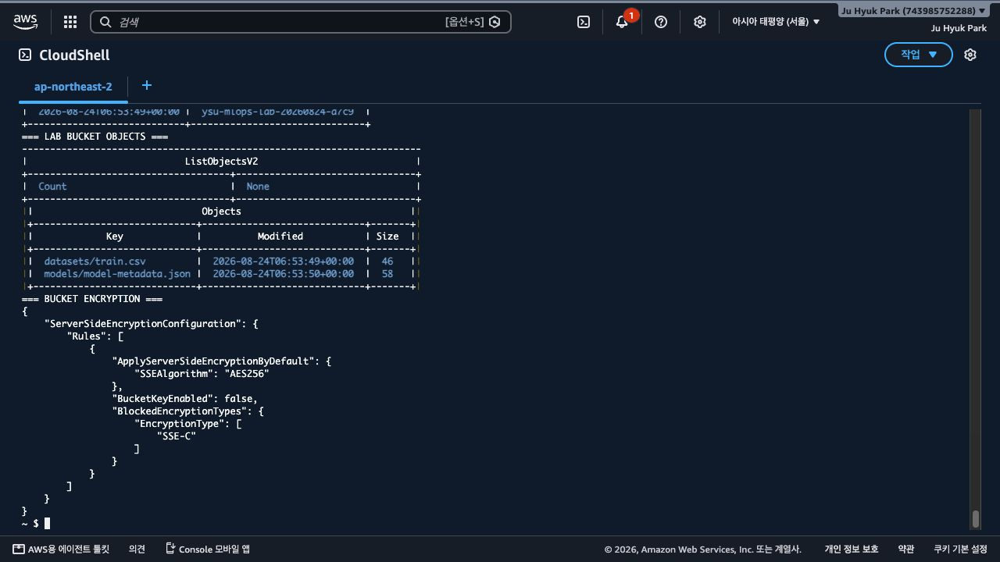 aws
검색 [옵션+S]
1
아시아 태평양 (서울) ▼
Ju Hyuk Park (743985752288) ▼
Ju Hyuk Park
CloudShell
작업 ▼
ap-northeast-2 +
| 2026-08-24T06:53:49+00:00 | ysu-mlops-lab-20260824-a7c9 |
+-----------------------------+-------------------------------+
=== LAB BUCKET OBJECTS ===
-----------------------------------------------------------------------
| ListObjectsV2 |
+-------------------------------------+---------------------------------+
| Count | None |
+-------------------------------------+---------------------------------+
|| Objects ||
|+------------------------------+-----------------------------+-------+|
|| Key | Modified | Size ||
|+------------------------------+-----------------------------+-------+|
|| datasets/train.csv | 2026-08-24T06:53:49+00:00 | 46 ||
|| models/model-metadata.json | 2026-08-24T06:53:50+00:00 | 58 ||
|+------------------------------+-----------------------------+-------+|
=== BUCKET ENCRYPTION ===
{
"ServerSideEncryptionConfiguration": {
"Rules": [
{
"ApplyServerSideEncryptionByDefault": {
"SSEAlgorithm": "AES256"
},
"BucketKeyEnabled": false,
"BlockedEncryptionTypes": {
"EncryptionType": [
"SSE-C"
]
}
}
]
}
}
~ $
AWS용 에이전트 툴킷 의견 Console 모바일 앱 © 2026, Amazon Web Services, Inc. 또는 계열사. 개인 정보 보호 약관 쿠키 기본 설정